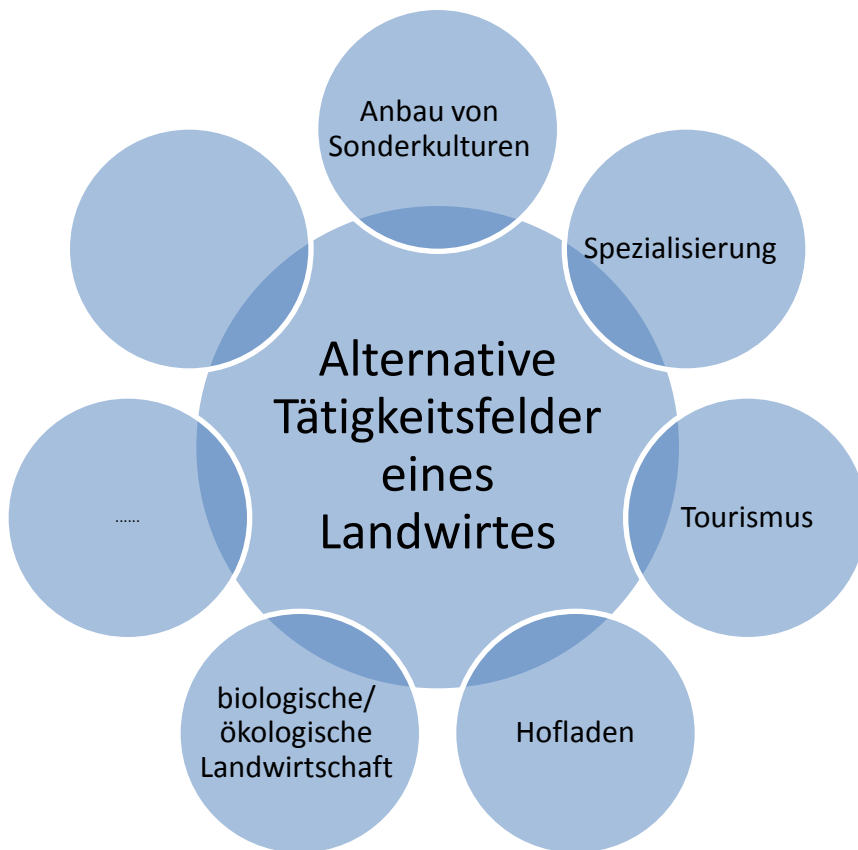 Anbau von
Sonderkulturen
Spezialisierung
Alternative
Tätigkeitsfelder
eines
Landwirtes
Tourismus
......
biologische/
ökologische
Landwirtschaft
Hofladen